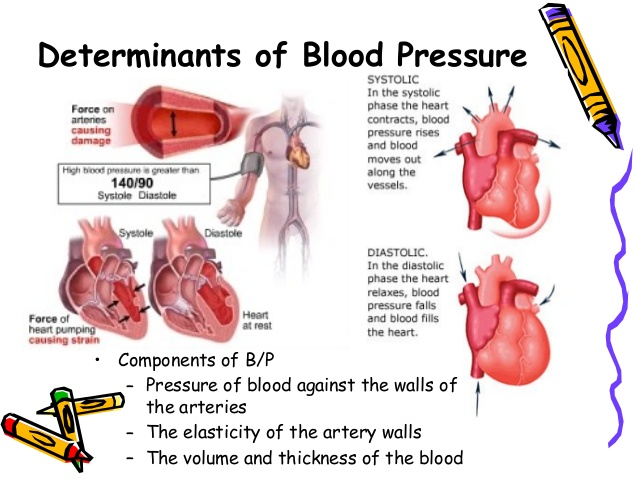 Determinants of Blood Pressure
Force on
arteries
causing
damage
High blood pressure is greater than
140/90
Systole Diastole
Systole
Diastole
Force of
heart pumping
causing strain
Heart
at rest
SYSTOLIC
In the systolic
phase the heart
contracts, blood
pressure rises
and blood
moves out
along the
vessels.
DIASTOLIC.
In the diastolic
phase the heart
relaxes, blood
pressure falls
and blood fills
the heart.
• Components of B/P
– Pressure of blood against the walls of
the arteries
– The elasticity of the artery walls
– The volume and thickness of the blood